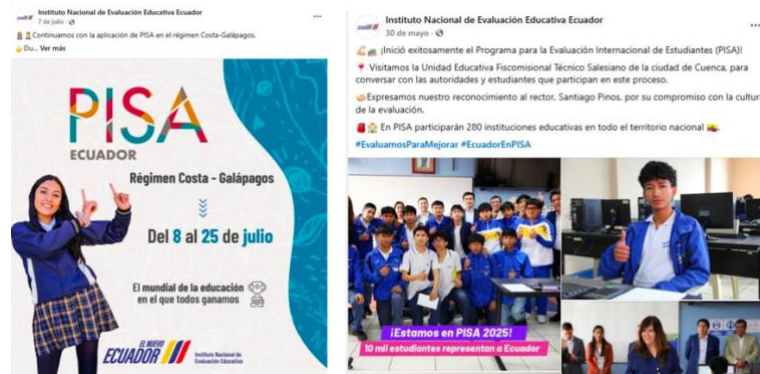 Instituto Nacional de Evaluación Educativa Ecuador
7 de julio
Continuamos con la aplicación de PISA en el régimen Costa-Galápagos.
Du... Ver más
PISA
ECUADOR
Régimen Costa - Galápagos
Del 8 al 25 de julio
El mundial de la educación
en el que todos ganamos
EL NUEVO
ECUADOR
Instituto Nacional de
Evaluación Educativa
Instituto Nacional de Evaluación Educativa Ecuador
30 de mayo
¡Inició exitosamente el Programa para la Evaluación Internacional de Estudiantes (PISA)!
Visitamos la Unidad Educativa Fiscomisional Técnico Salesiano de la ciudad de Cuenca, para
conversar con las autoridades y estudiantes que participan en este proceso.
Expresamos nuestro reconocimiento al rector, Santiago Pinos, por su compromiso con la cultura
de la evaluación.
En PISA participarán 280 instituciones educativas en todo el territorio nacional
#EvaluamosParaMejorar #EcuadorEnPISA
¡Estamos en PISA 2025!
10 mil estudiantes representan a Ecuador